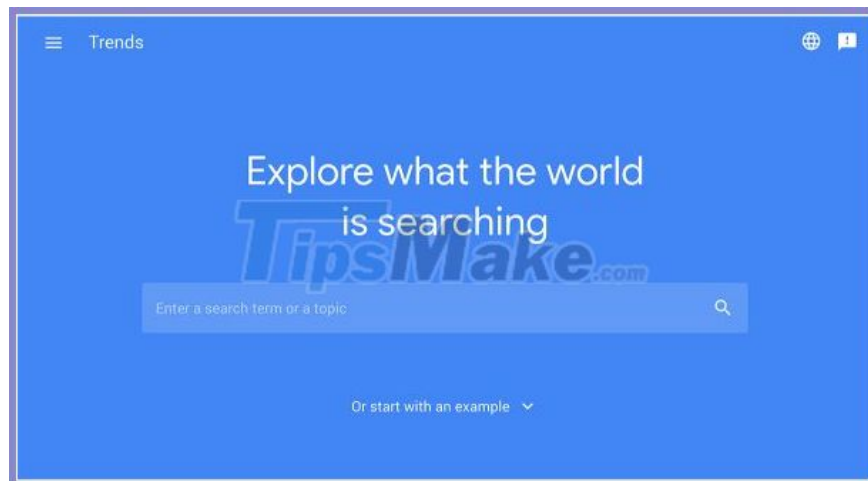 Trends
Explore what the world
is searching
TipsMake.com
Enter a search term or a topic
Or start with an example